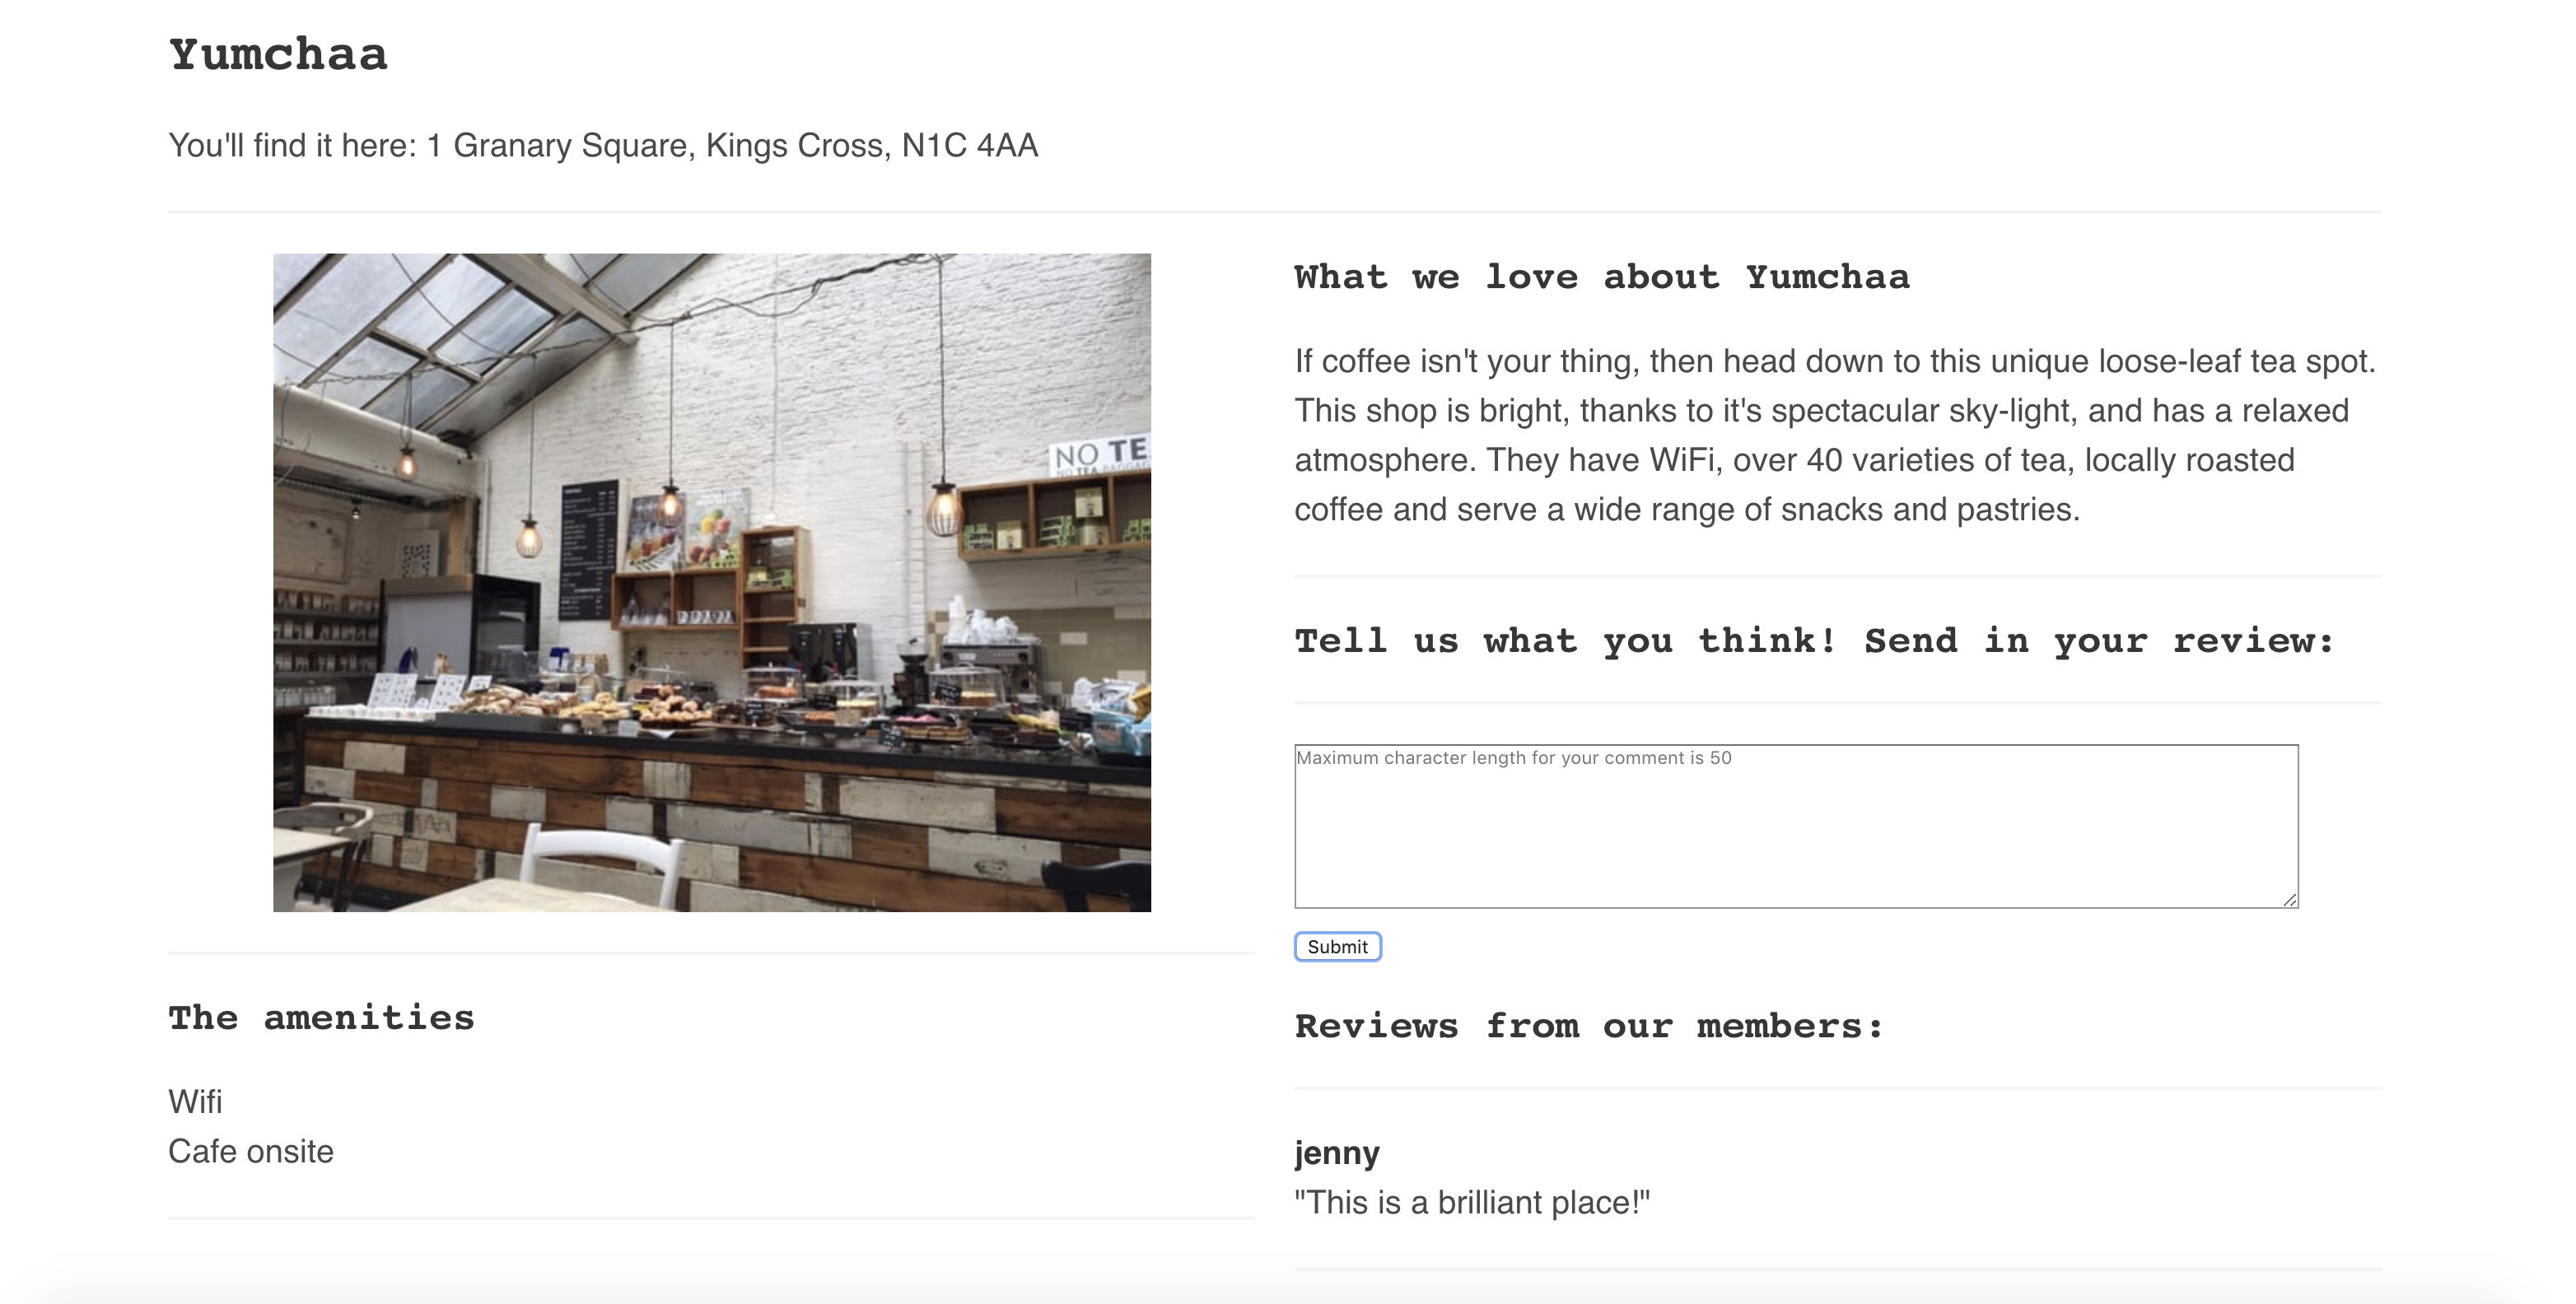 Yumchaa
You'll find it here: 1 Granary Square, Kings Cross, N1C 4AA
NO TE
NO TEA BAGGAG
What we love about Yumchaa
If coffee isn't your thing, then head down to this unique loose-leaf tea spot.
This shop is bright, thanks to it's spectacular sky-light, and has a relaxed
atmosphere. They have WiFi, over 40 varieties of tea, locally roasted
coffee and serve a wide range of snacks and pastries.
Tell us what you think! Send in your review:
Maximum character length for your comment is 50
Submit
The amenities
Wifi
Cafe onsite
Reviews from our members:
jenny
"This is a brilliant place!"